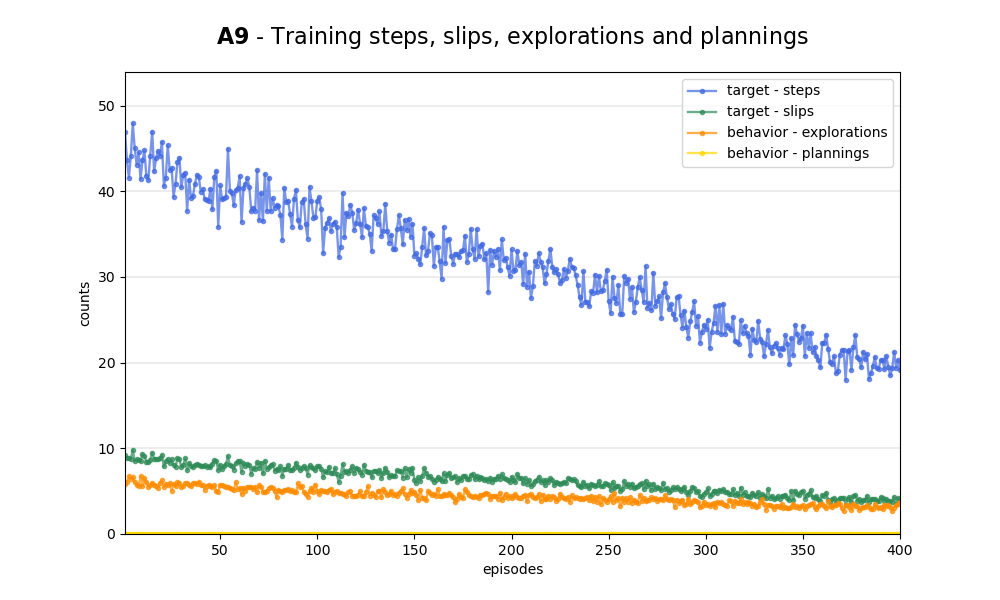 A9 - Training steps, slips, explorations and plannings
target - steps
target - slips
behavior - explorations
behavior - plannings
counts
50
40
30
20
10
0
50 100 150 200 250 300 350 400
episodes